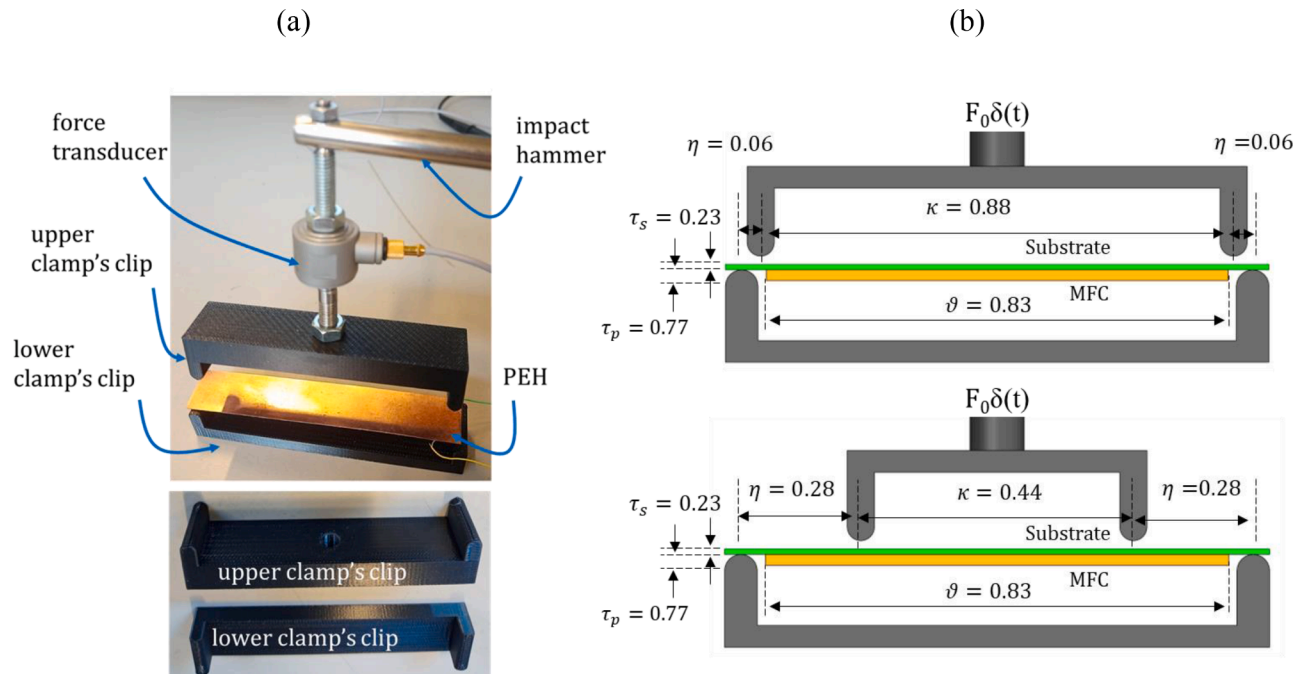 (a)
(b)
force
transducer
impact
hammer
upper
clamp's clip
lower
clamp's clip
PEH
upper clamp's clip
lower clamp's clip
F₀δ(t)
η = 0.06
η = 0.06
κ = 0.88
τₛ = 0.23
Substrate
MFC
ϑ = 0.83
τₚ = 0.77
F₀δ(t)
η = 0.28
κ = 0.44
η =0.28
τₛ = 0.23
Substrate
MFC
ϑ = 0.83
τₚ = 0.77